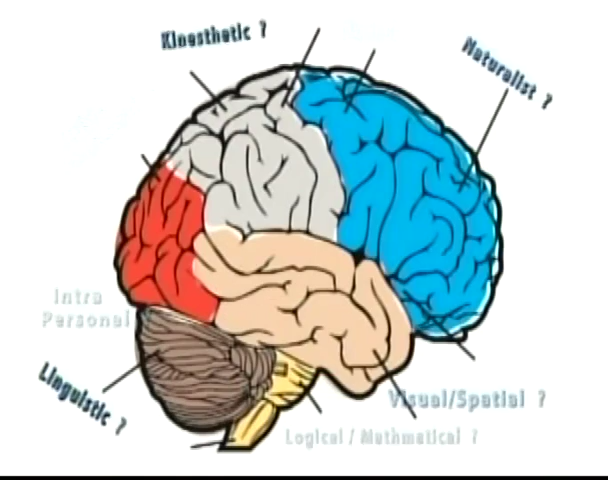 Kinesthetic ?
Naturalist ?
Intra
Personal
Linguistic ?
Visual/Spatial ?
Logical / Mathmatical ?